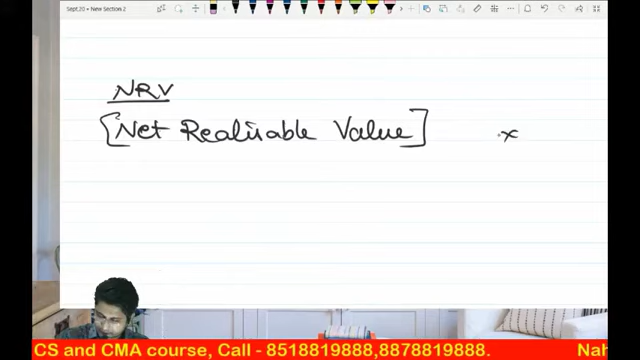 Sept.20 • New Section 2
NRV
[Net Realisable Value] x
CS and CMA course, Call - 8518819888,8878819888. Nah